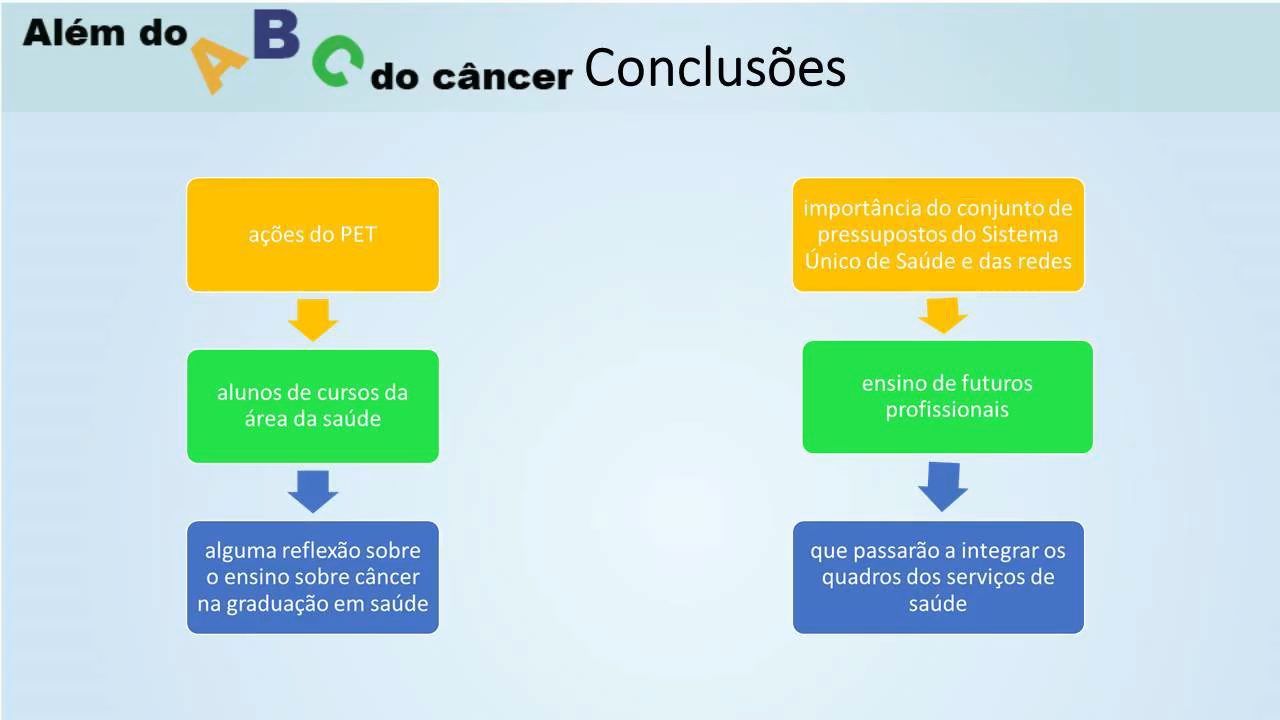 Além do ABC do câncer Conclusões
ações do PET
alunos de cursos da
área da saúde
alguma reflexão sobre
o ensino sobre câncer
na graduação em saúde
importância do conjunto de
pressupostos do Sistema
Único de Saúde e das redes
ensino de futuros
profissionais
que passarão a integrar os
quadros dos serviços de
saúde